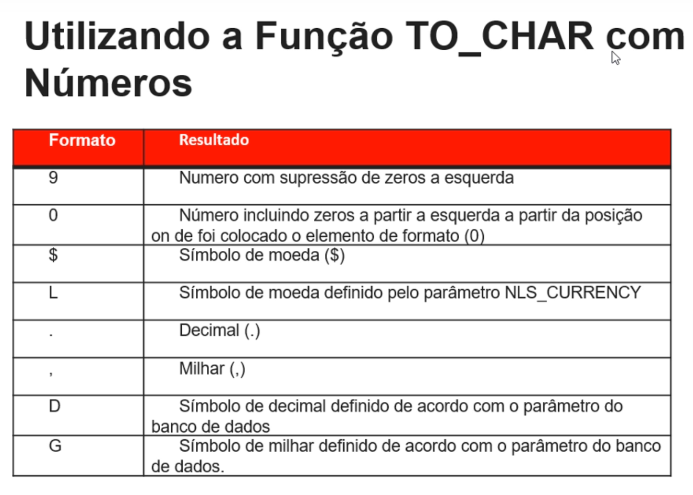 Utilizando a Função TO_CHAR com
Números
Formato Resultado
9 Numero com supressão de zeros a esquerda
0 Número incluindo zeros a partir a esquerda a partir da posição
on de foi colocado o elemento de formato (0)
$ Símbolo de moeda ($)
L Símbolo de moeda definido pelo parâmetro NLS_CURRENCY
. Decimal (.)
, Milhar (,)
D Símbolo de decimal definido de acordo com o parâmetro do
banco de dados
G Símbolo de milhar definido de acordo com o parâmetro do banco
de dados.